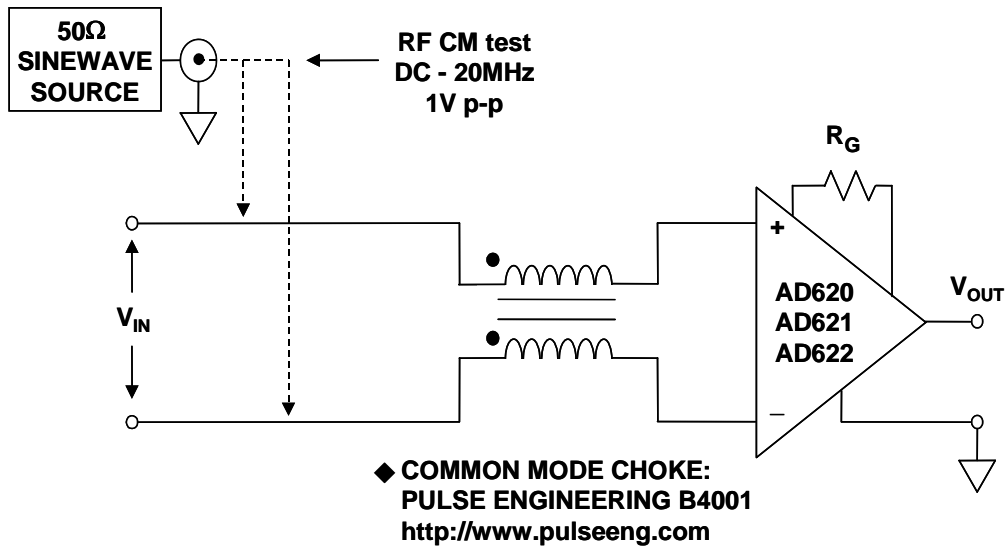 50Ω
SINEWAVE
SOURCE
RF CM test
DC - 20MHz
1V p-p
R_G
+
AD620
AD621
AD622
V_OUT
V_IN
–
◆ COMMON MODE CHOKE:
PULSE ENGINEERING B4001
http://www.pulseeng.com